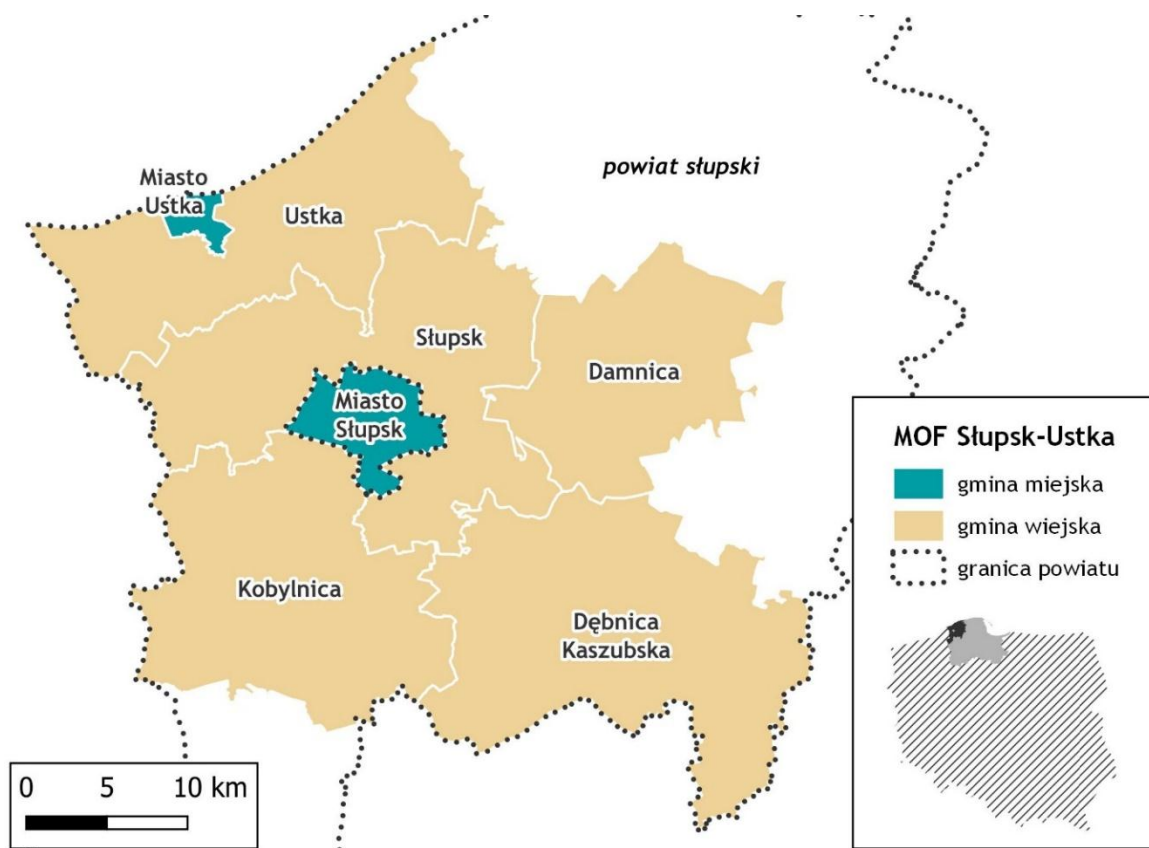 powiat słupski
Miasto
Ustka
Ustka
Słupsk
Damnica
Miasto
Słupsk
Kobylnica
Dębnica
Kaszubska
MOF Słupsk-Ustka
gmina miejska
gmina wiejska
granica powiatu
0 5 10 km